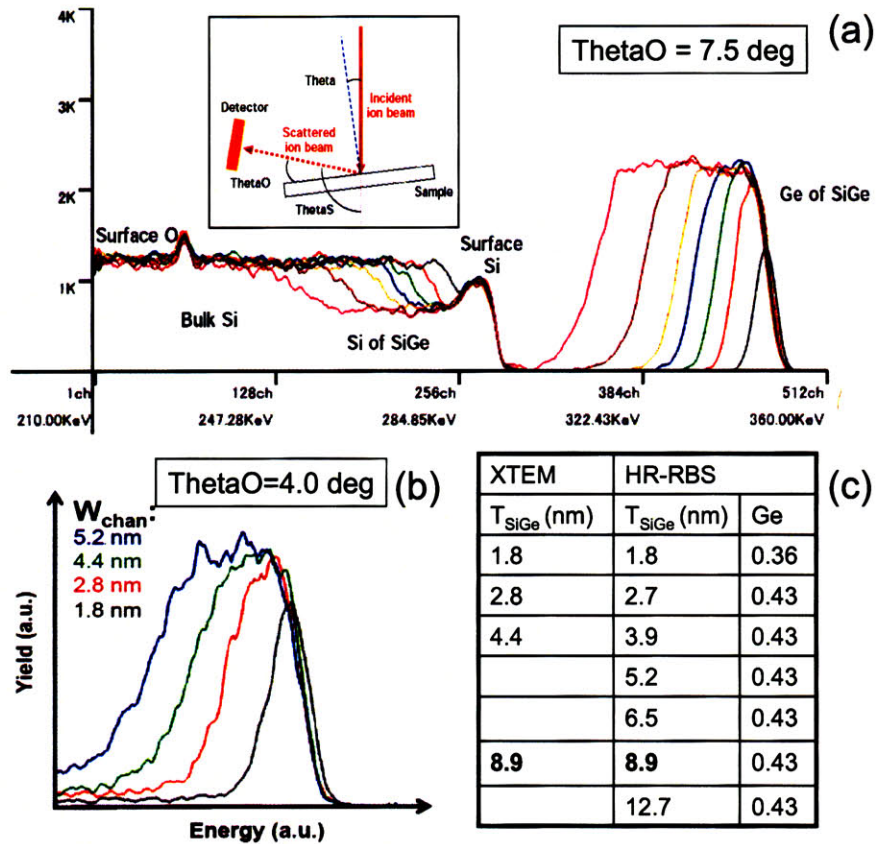 4K
(a)
ThetaO = 7.5 deg
3K
Theta
Incident
ion beam
Detector
Scattered
ion beam
ThetaO
ThetaS
Sample
2K
Surface O
Surface
Si
Ge of SiGe
1K
Bulk Si
Si of SiGe
1ch 128ch 256ch 384ch 512ch
210.00KeV 247.28KeV 284.85KeV 322.43KeV 360.00KeV
ThetaO=4.0 deg
(b)
Wchan:
5.2 nm
4.4 nm
2.8 nm
1.8 nm
Yield (a.u.)
Energy (a.u.)
(c)
XTEM HR-RBS
TSiGe (nm) TSiGe (nm) Ge
1.8 1.8 0.36
2.8 2.7 0.43
4.4 3.9 0.43
5.2 0.43
6.5 0.43
8.9 8.9 0.43
12.7 0.43